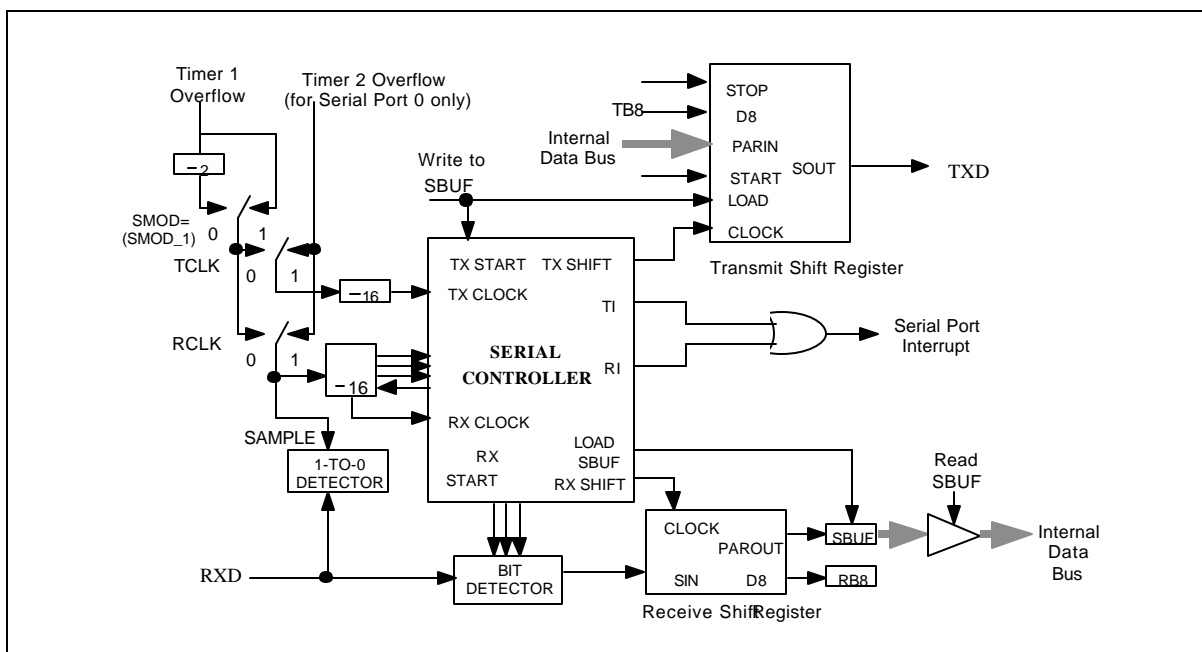 Timer 1
Overflow
Timer 2 Overflow
(for Serial Port 0 only)
–2
SMOD=
(SMOD_1)
0
1
TCLK
0
1
–16
RCLK
0
1
–16
SAMPLE
1-TO-0
DETECTOR
RXD
Write to
SBUF
TX START
TX SHIFT
TX CLOCK
TI
SERIAL
CONTROLLER
RI
RX CLOCK
LOAD
SBUF
RX
START
RX SHIFT
BIT
DETECTOR
TB8
Internal
Data Bus
STOP
D8
PARIN
SOUT
START
LOAD
CLOCK
TXD
Transmit Shift Register
Serial Port
Interrupt
CLOCK
PAROUT
SIN
D8
Receive ShiftRegister
SBUF
RB8
Read
SBUF
Internal
Data
Bus